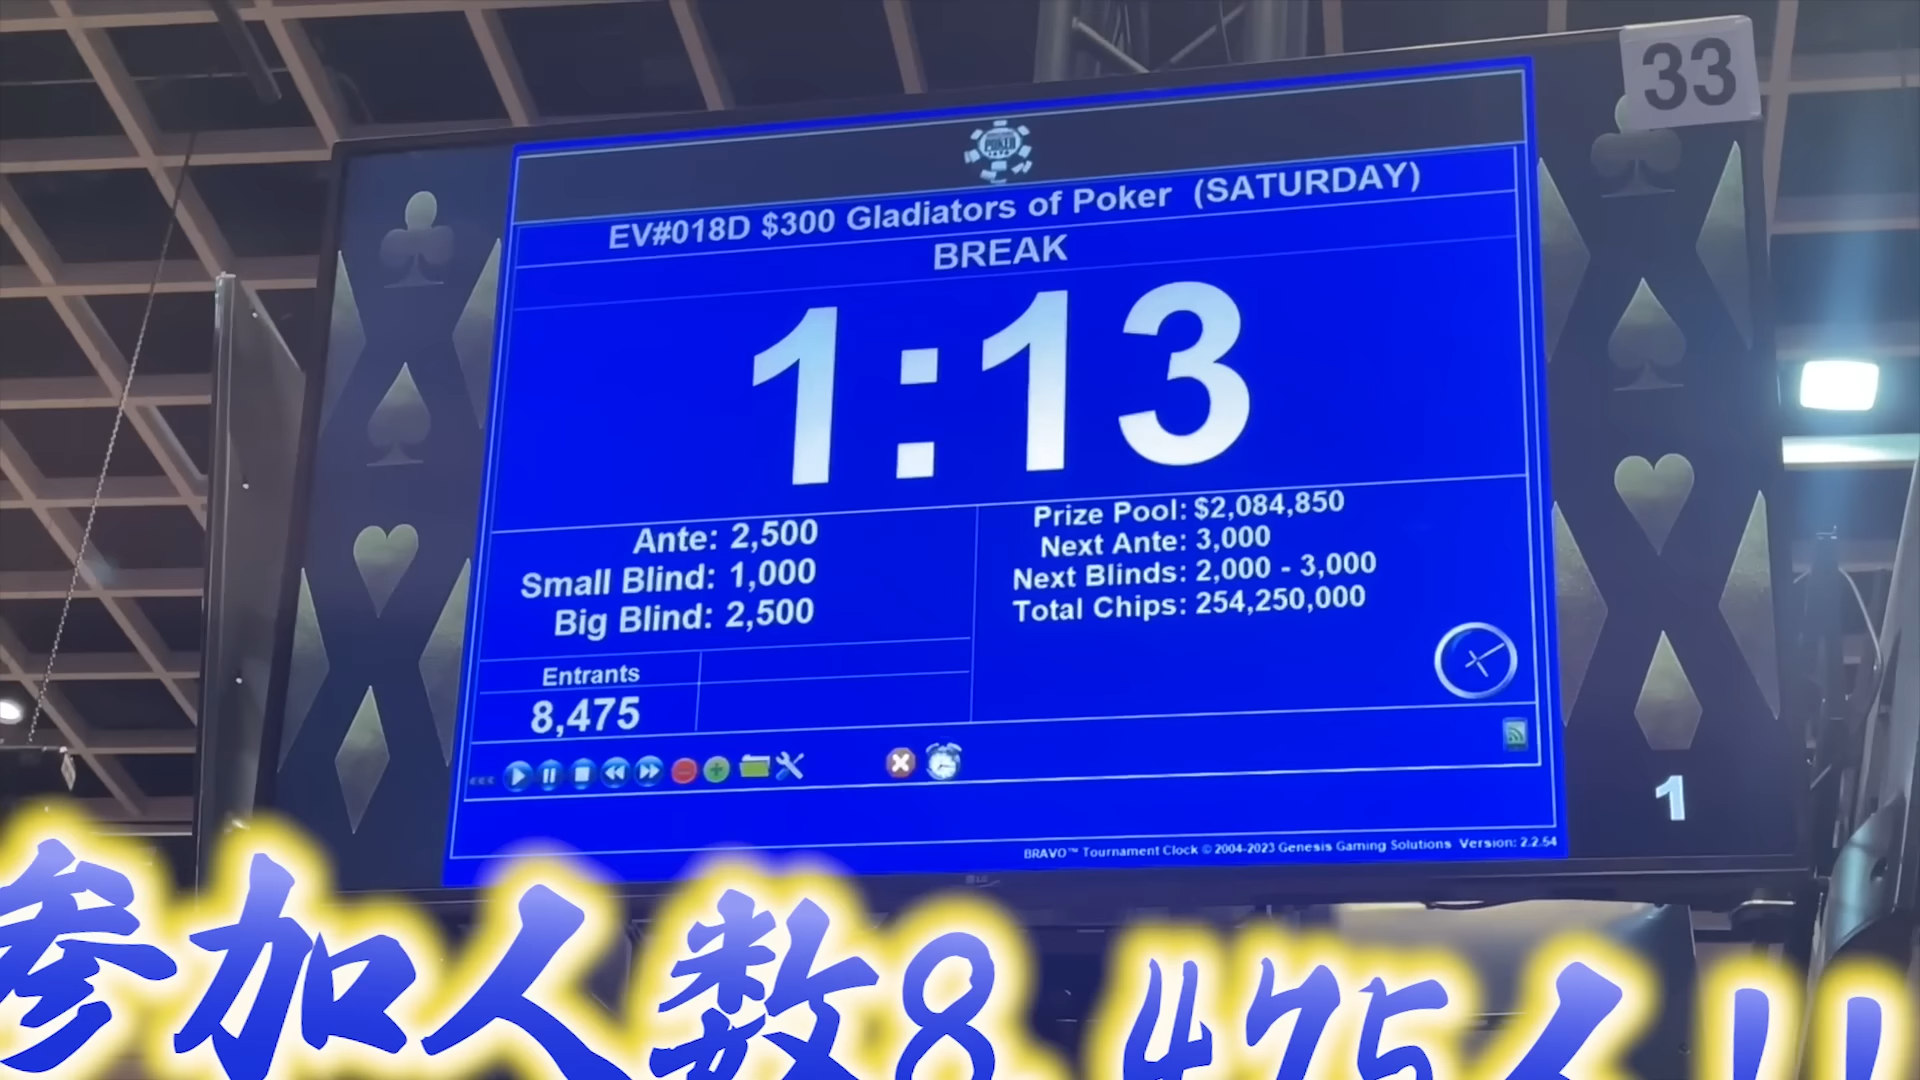 33
POKER
EV#018D $300 Gladiators of Poker (SATURDAY)
BREAK
1:13
Ante: 2,500
Small Blind: 1,000
Big Blind: 2,500
Prize Pool: $2,084,850
Next Ante: 3,000
Next Blinds: 2,000 - 3,000
Total Chips: 254,250,000
Entrants
8,475
1
BRAVO™ Tournament Clock © 2004-2023 Genesis Gaming Solutions Version: 2.2.54
LG
参加人数8,475人!!